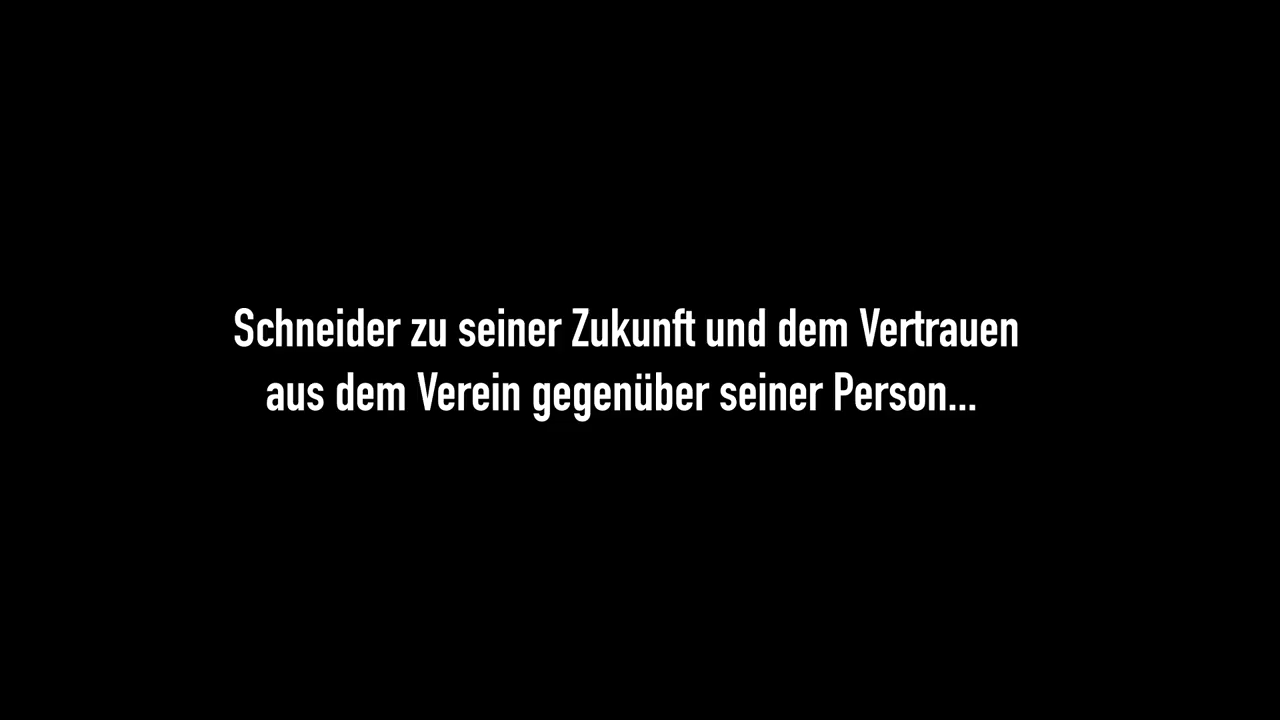 Schneider zu seiner Zukunft und dem Vertrauen
aus dem Verein gegenüber seiner Person...